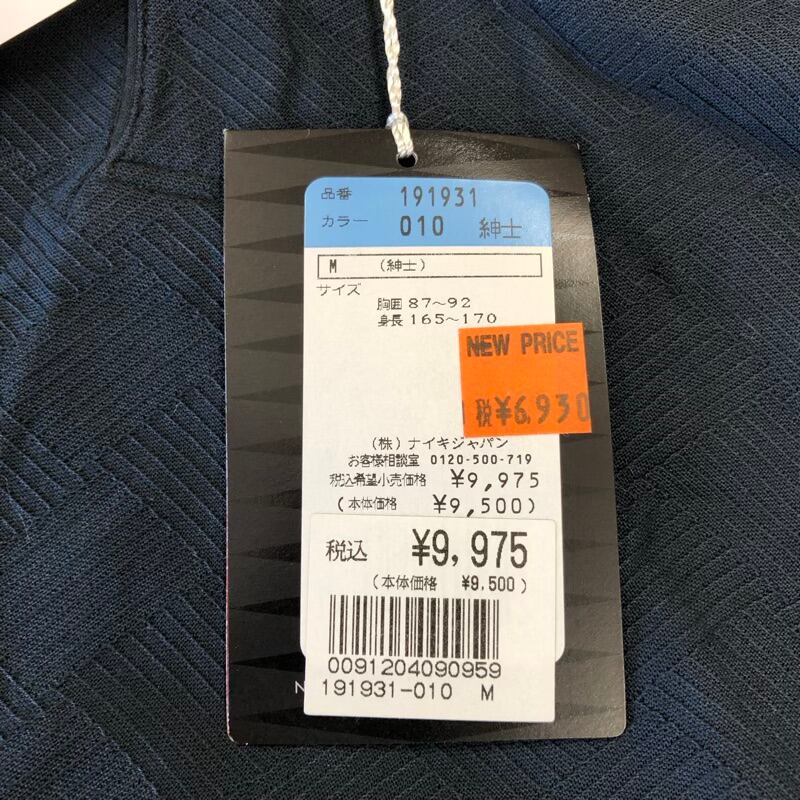 品番 191931
カラー 010 紳士
M (紳士)
サイズ
胸囲 87〜92
身長 165〜170
NEW PRICE
税¥6,930
(株)ナイキジャパン
お客様相談室 0120-500-719
税込希望小売価格 ¥9,975
(本体価格 ¥9,500)
税込 ¥9,975
(本体価格 ¥9,500)
0091204090959
N
191931-010 M